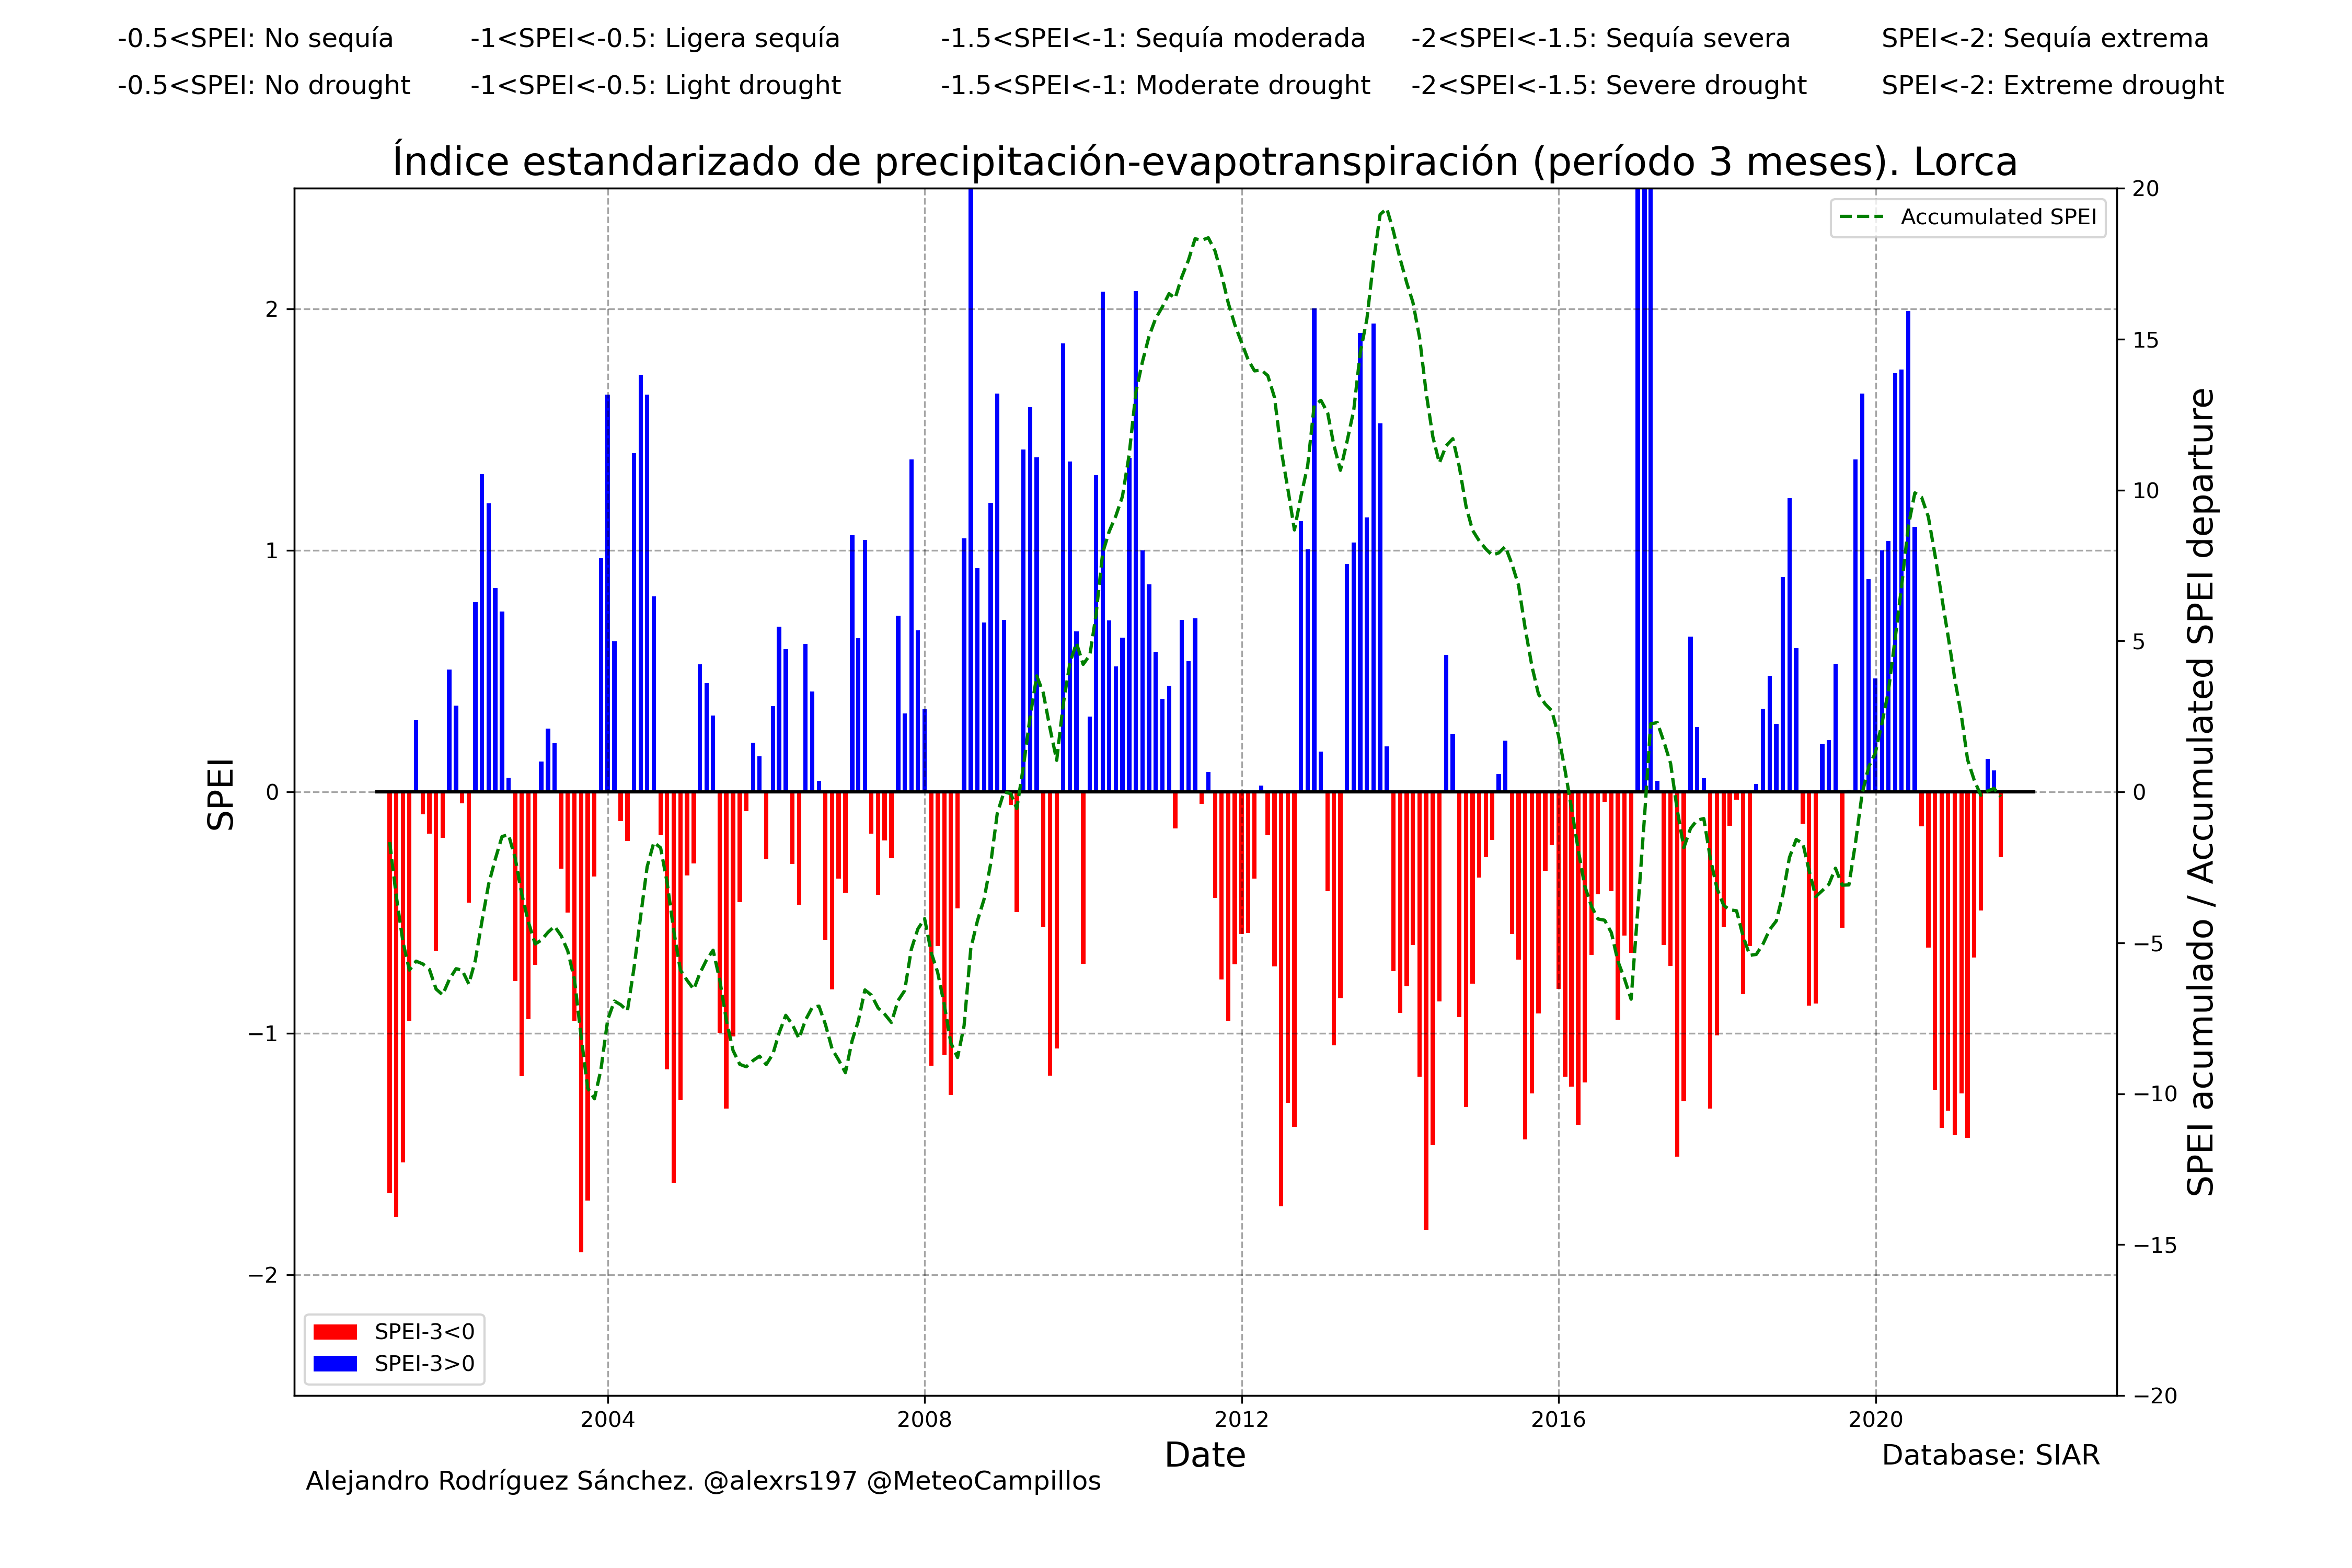 -0.5<SPEI: No sequía -1<SPEI<-0.5: Ligera sequía -1.5<SPEI<-1: Sequía moderada -2<SPEI<-1.5: Sequía severa SPEI<-2: Sequía extrema
-0.5<SPEI: No drought -1<SPEI<-0.5: Light drought -1.5<SPEI<-1: Moderate drought -2<SPEI<-1.5: Severe drought SPEI<-2: Extreme drought
Índice estandarizado de precipitación-evapotranspiración (período 3 meses). Lorca
Accumulated SPEI
SPEI
2
1
0
−1
−2
20
15
10
5
0
−5
−10
−15
−20
SPEI acumulado / Accumulated SPEI departure
SPEI-3<0
SPEI-3>0
2004 2008 2012 2016 2020
Date
Database: SIAR
Alejandro Rodríguez Sánchez. @alexrs197 @MeteoCampillos